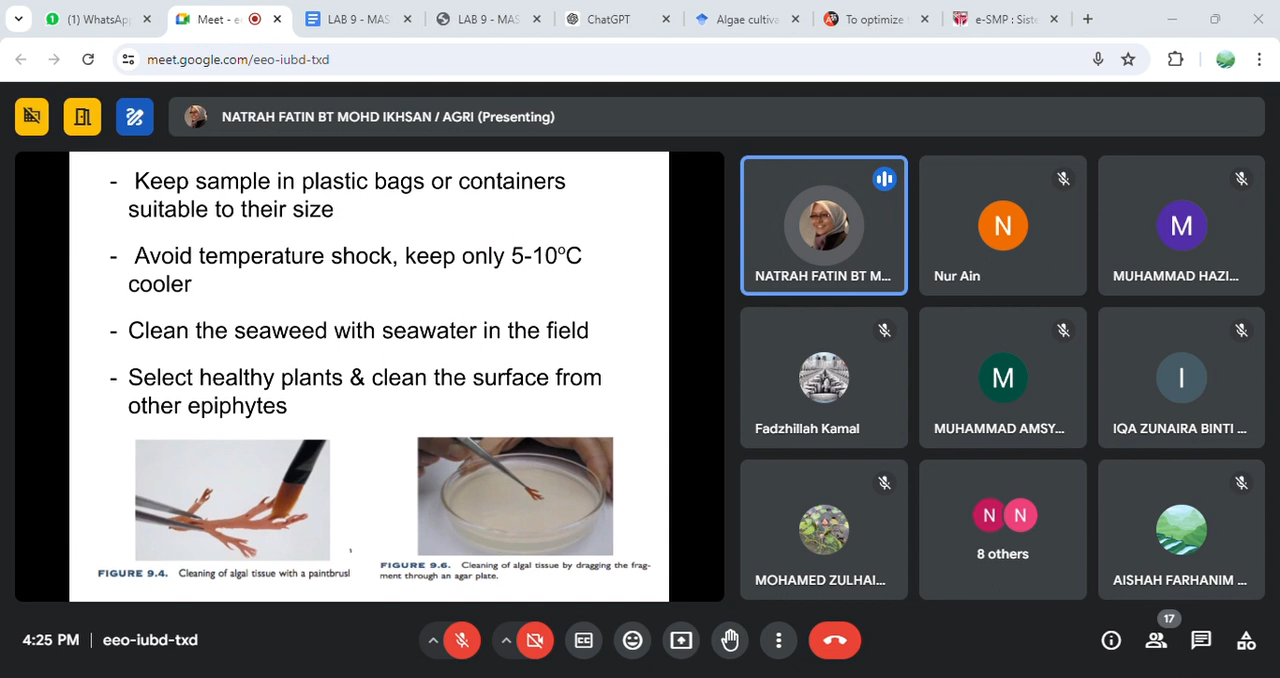 (1) WhatsApp
Meet - ee
LAB 9 - MAS
LAB 9 - MAS
ChatGPT
Algae cultiva
To optimize
e-SMP : Siste
meet.google.com/eeo-iubd-txd
NATRAH FATIN BT MOHD IKHSAN / AGRI (Presenting)
- Keep sample in plastic bags or containers
suitable to their size
- Avoid temperature shock, keep only 5-10ºC
cooler
- Clean the seaweed with seawater in the field
- Select healthy plants & clean the surface from
other epiphytes
FIGURE 9.4. Cleaning of algal tissue with a paintbrusl
FIGURE 9.6. Cleaning of algal tissue by dragging the frag-
ment through an agar plate.
NATRAH FATIN BT M...
N
Nur Ain
M
MUHAMMAD HAZI...
Fadzhillah Kamal
M
MUHAMMAD AMSY...
I
IQA ZUNAIRA BINTI ...
MOHAMED ZULHAI...
N N
8 others
AISHAH FARHANIM ...
4:25 PM | eeo-iubd-txd
17